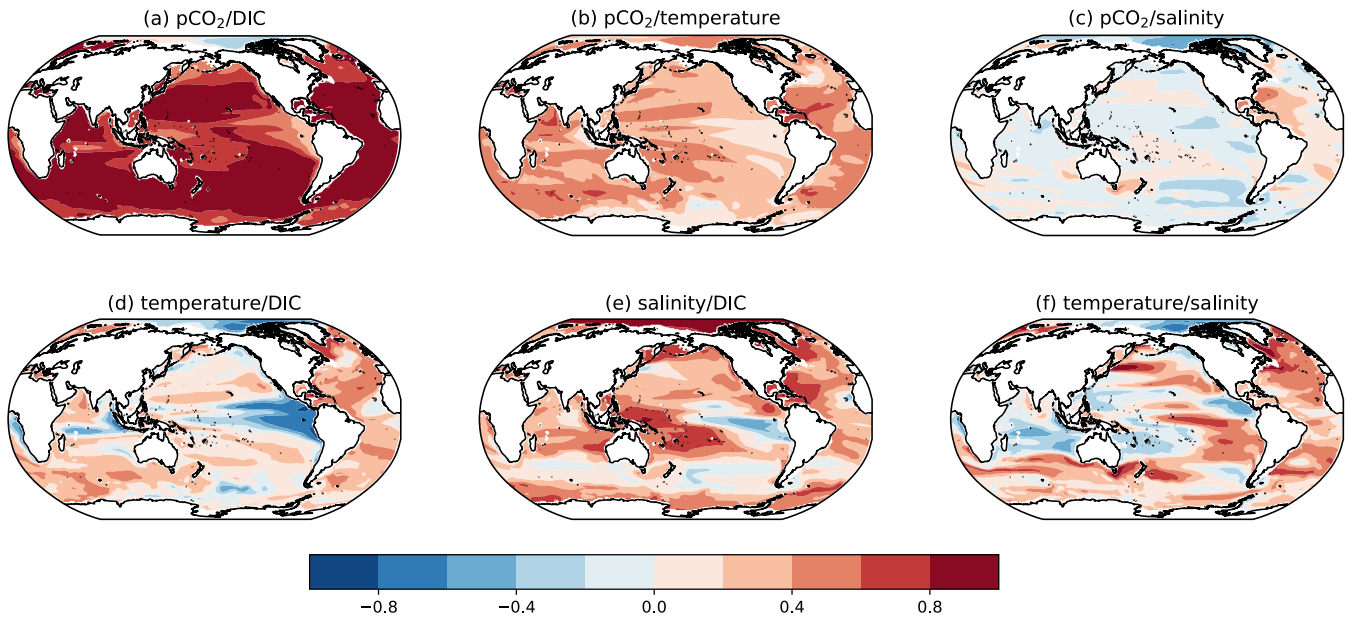 (a) pCO₂/DIC
(b) pCO₂/temperature
(c) pCO₂/salinity
(d) temperature/DIC
(e) salinity/DIC
(f) temperature/salinity
−0.8
−0.4
0.0
0.4
0.8